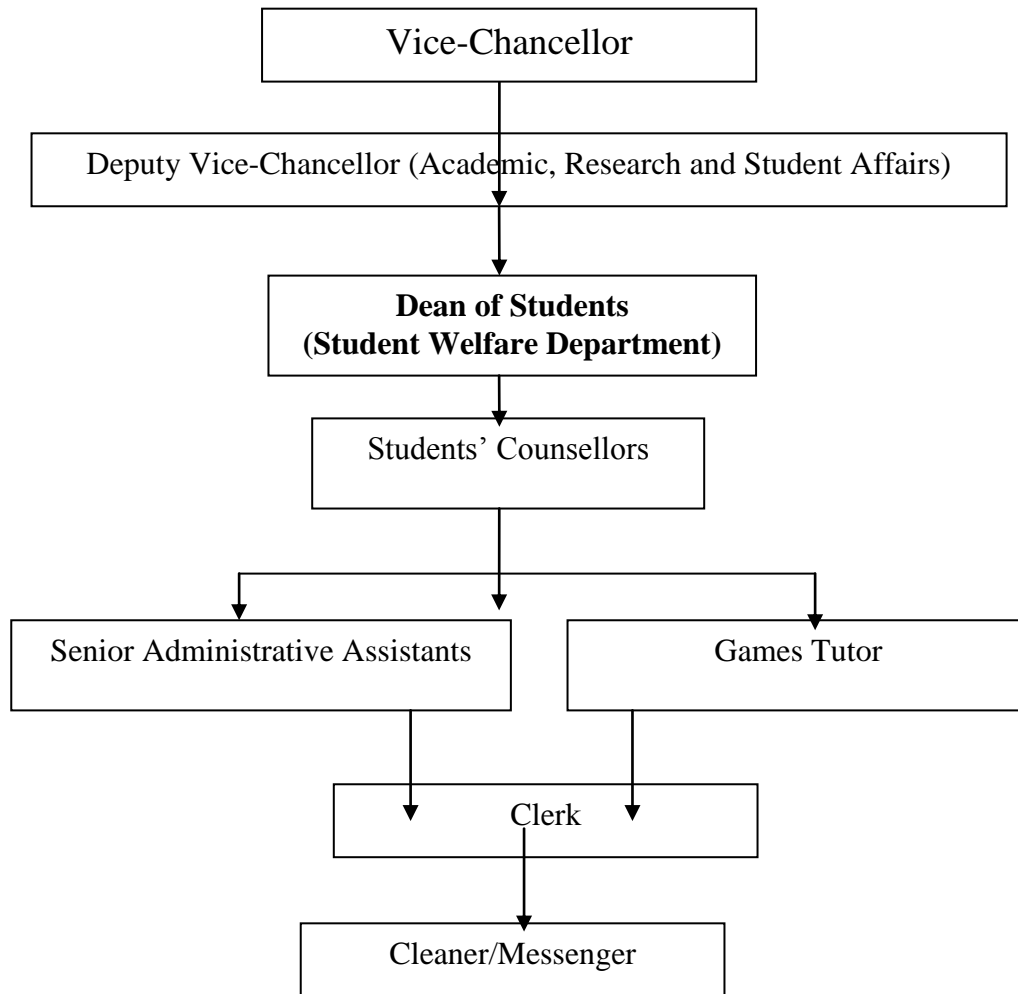 Vice-Chancellor
Deputy Vice-Chancellor (Academic, Research and Student Affairs)
Dean of Students
(Student Welfare Department)
Students’ Counsellors
Senior Administrative Assistants
Games Tutor
Clerk
Cleaner/Messenger